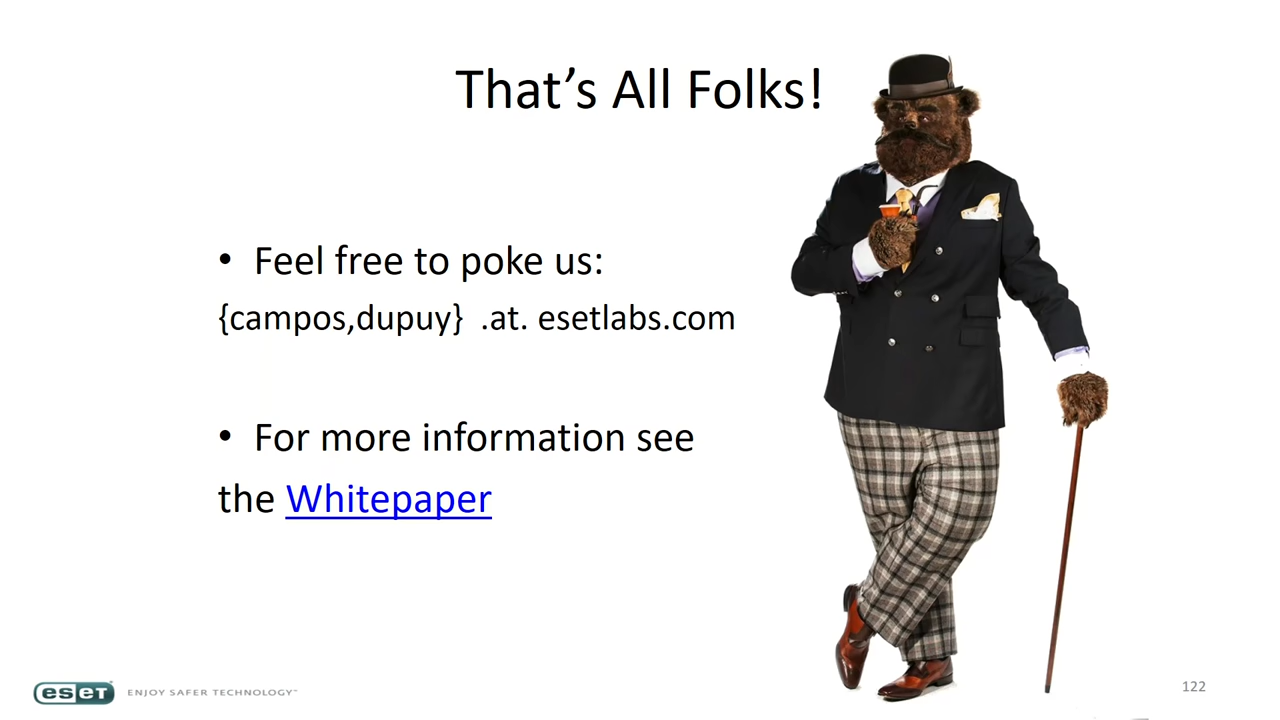 That’s All Folks!
• Feel free to poke us:
{campos,dupuy} .at. esetlabs.com
• For more information see
the Whitepaper
eset ENJOY SAFER TECHNOLOGY™
122